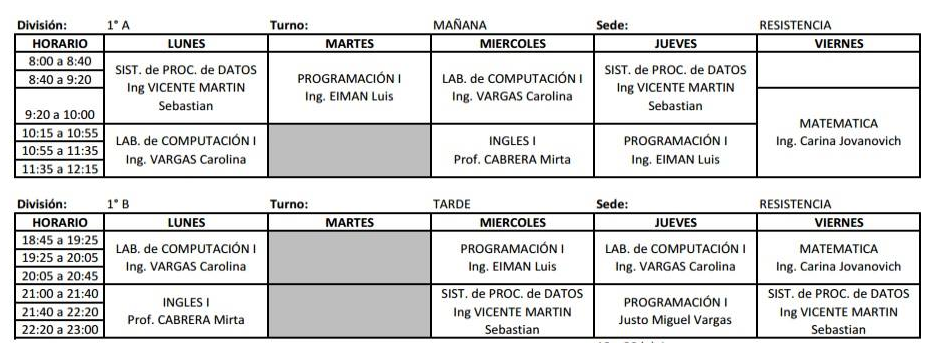 División: 1° A Turno: MAÑANA Sede: RESISTENCIA
HORARIO LUNES MARTES MIERCOLES JUEVES VIERNES
8:00 a 8:40
8:40 a 9:20
9:20 a 10:00
SIST. de PROC. de DATOS
Ing VICENTE MARTIN
Sebastian
PROGRAMACIÓN I
Ing. EIMAN Luis
LAB. de COMPUTACIÓN I
Ing. VARGAS Carolina
SIST. de PROC. de DATOS
Ing VICENTE MARTIN
Sebastian
MATEMATICA
Ing. Carina Jovanovich
10:15 a 10:55
10:55 a 11:35
11:35 a 12:15
LAB. de COMPUTACIÓN I
Ing. VARGAS Carolina
INGLES I
Prof. CABRERA Mirta
PROGRAMACIÓN I
Ing. EIMAN Luis
División: 1° B Turno: TARDE Sede: RESISTENCIA
HORARIO LUNES MARTES MIERCOLES JUEVES VIERNES
18:45 a 19:25
19:25 a 20:05
20:05 a 20:45
LAB. de COMPUTACIÓN I
Ing. VARGAS Carolina
PROGRAMACIÓN I
Ing. EIMAN Luis
LAB. de COMPUTACIÓN I
Ing. VARGAS Carolina
MATEMATICA
Ing. Carina Jovanovich
21:00 a 21:40
21:40 a 22:20
22:20 a 23:00
INGLES I
Prof. CABRERA Mirta
SIST. de PROC. de DATOS
Ing VICENTE MARTIN
Sebastian
PROGRAMACIÓN I
Justo Miguel Vargas
SIST. de PROC. de DATOS
Ing VICENTE MARTIN
Sebastian